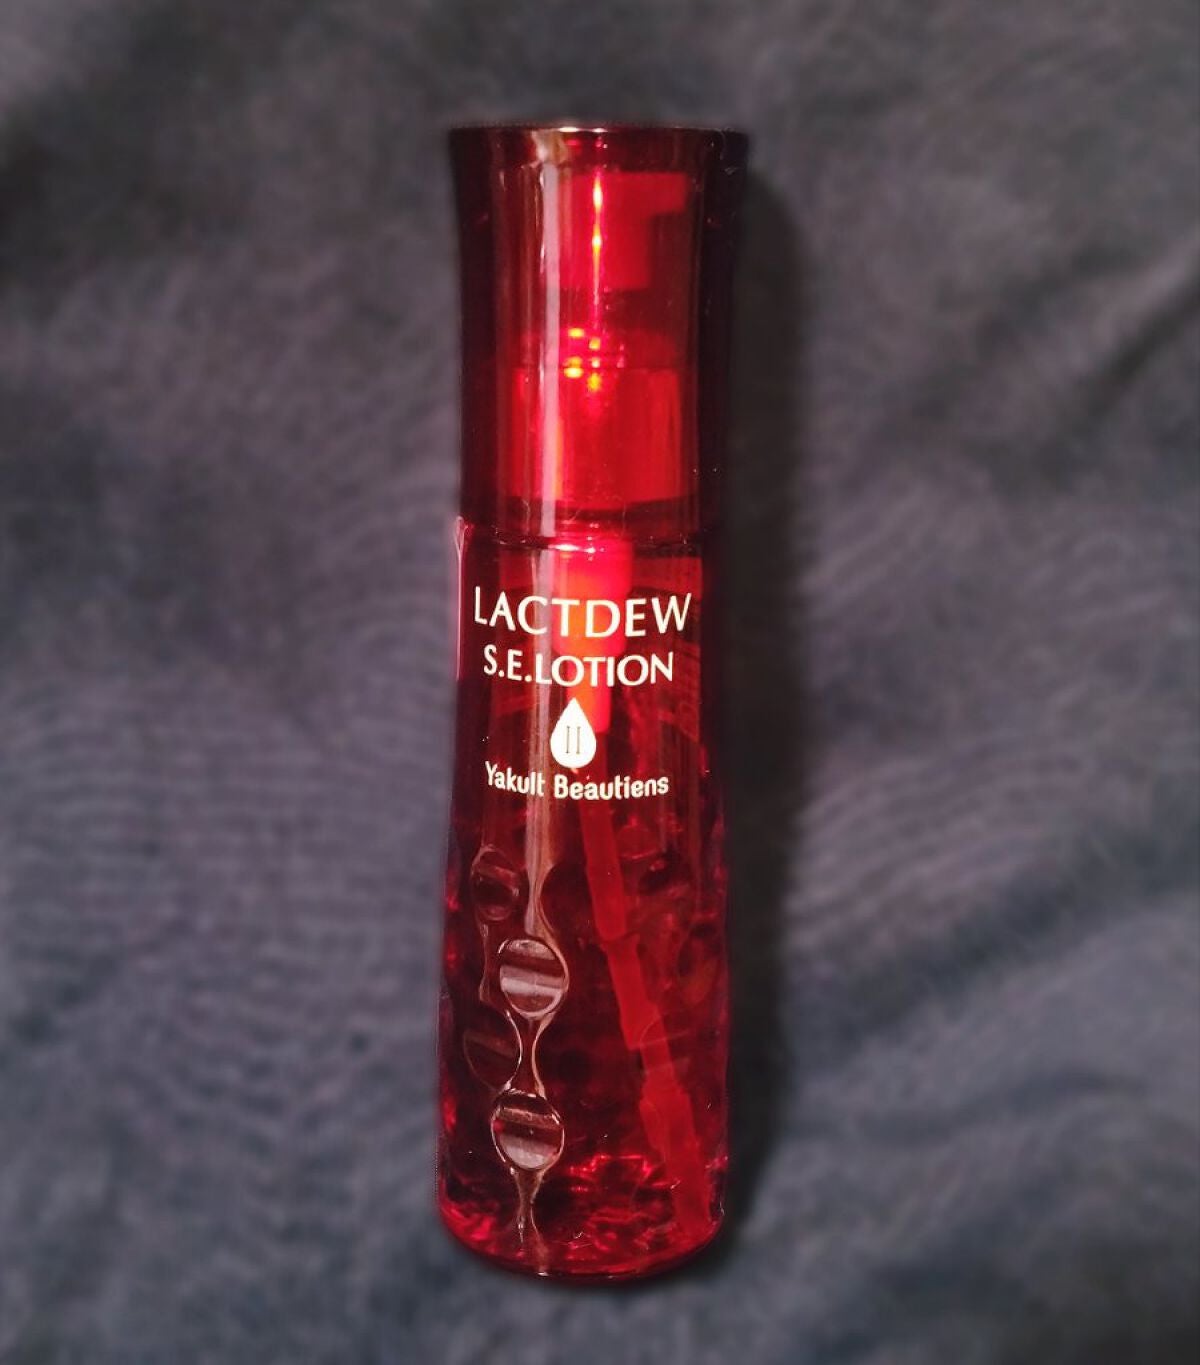 LACTDEW
S.E.LOTION
II
Yakult Beautiens